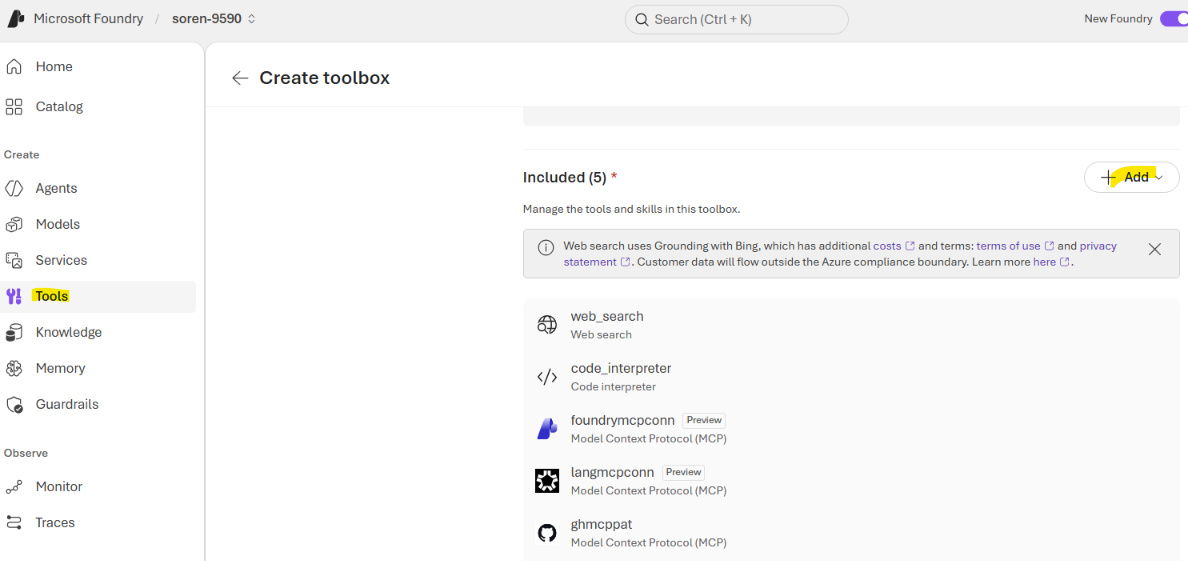 Microsoft Foundry / soren-9590
Search (Ctrl + K)
New Foundry
Home
Catalog
Create
Agents
Models
Services
Tools
Knowledge
Memory
Guardrails
Observe
Monitor
Traces
Create toolbox
Included (5) *
Add
Manage the tools and skills in this toolbox.
Web search uses Grounding with Bing, which has additional costs and terms: terms of use and privacy
statement . Customer data will flow outside the Azure compliance boundary. Learn more here .
web_search
Web search
code_interpreter
Code interpreter
foundrymcpconn Preview
Model Context Protocol (MCP)
langmcpconn Preview
Model Context Protocol (MCP)
ghmcppat
Model Context Protocol (MCP)